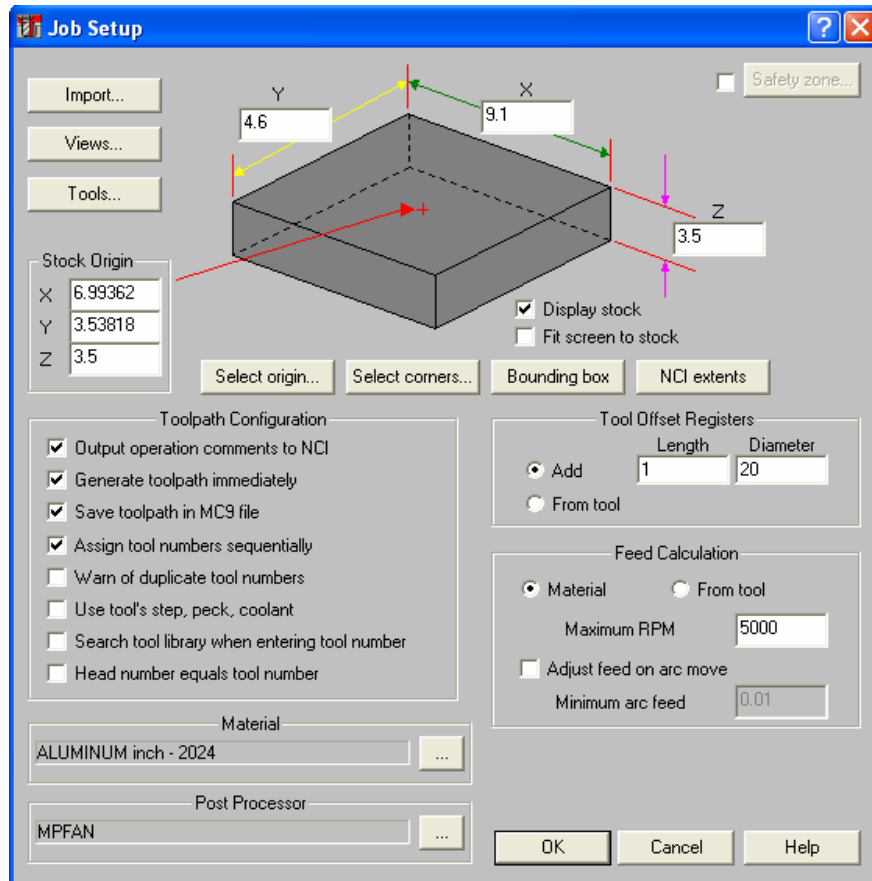 Job Setup
Import...
Views...
Tools...
Y
4.6
X
9.1
Safety zone...
Z
3.5
Stock Origin
X 6.99362
Y 3.53818
Z 3.5
Display stock
Fit screen to stock
Select origin... Select corners... Bounding box NCI extents
Toolpath Configuration
Output operation comments to NCI
Generate toolpath immediately
Save toolpath in MC9 file
Assign tool numbers sequentially
Warn of duplicate tool numbers
Use tool's step, peck, coolant
Search tool library when entering tool number
Head number equals tool number
Tool Offset Registers
Length Diameter
Add 1 20
From tool
Feed Calculation
Material From tool
Maximum RPM 5000
Adjust feed on arc move
Minimum arc feed 0.01
Material
ALUMINUM inch - 2024 ...
Post Processor
MPFAN ...
OK Cancel Help